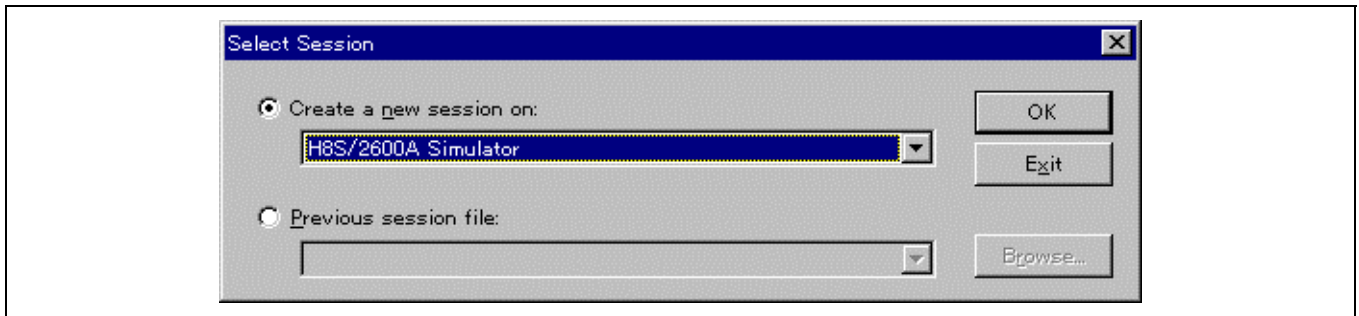 Select Session
Create a new session on:
OK
H8S/2600A Simulator
Exit
Previous session file:
Browse...